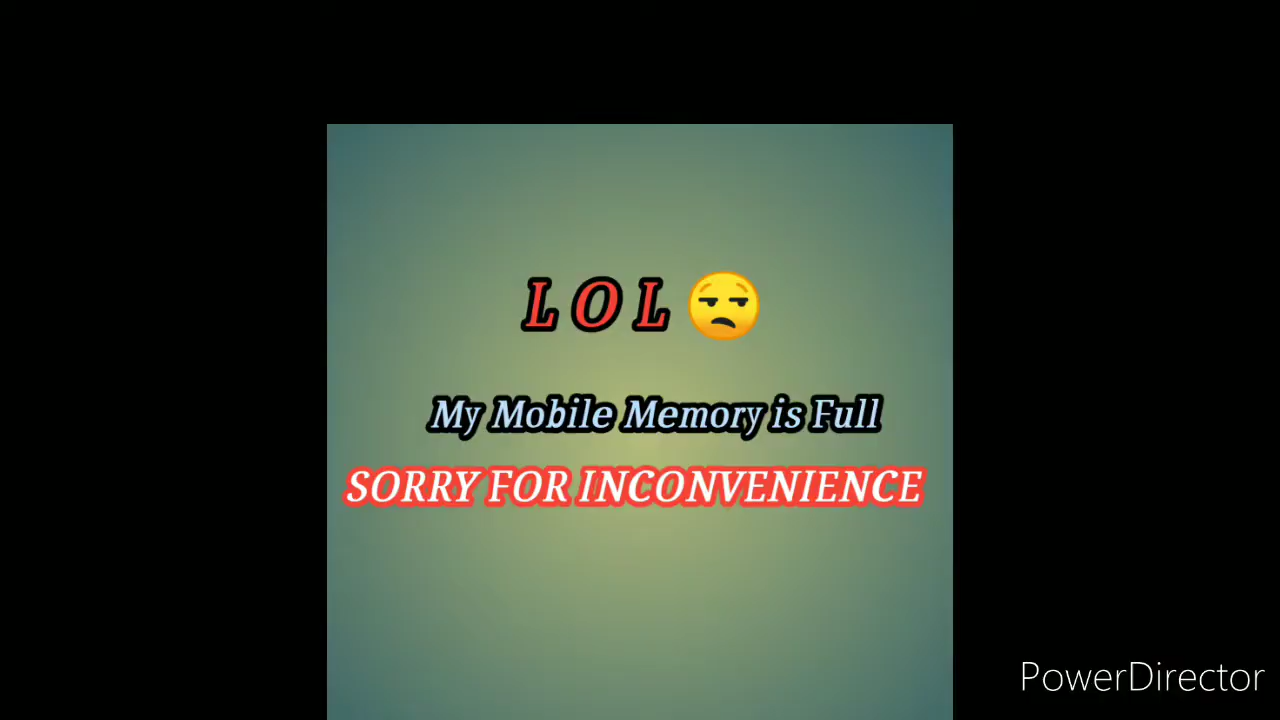 L O L 😒
My Mobile Memory is Full
SORRY FOR INCONVENIENCE
PowerDirector